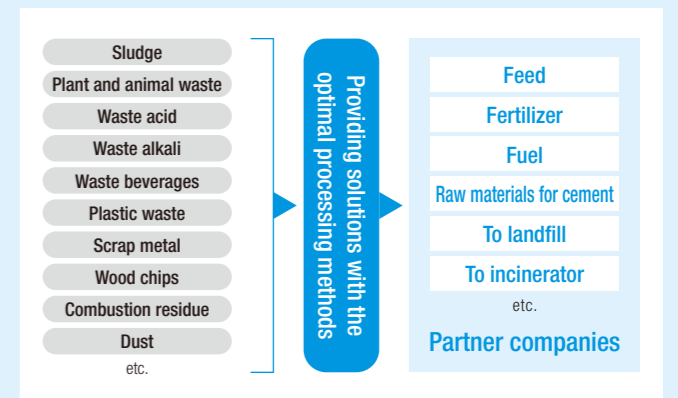 Sludge
Plant and animal waste
Waste acid
Waste alkali
Waste beverages
Plastic waste
Scrap metal
Wood chips
Combustion residue
Dust
etc.
Providing solutions with the
optimal processing methods
Feed
Fertilizer
Fuel
Raw materials for cement
To landfill
To incinerator
etc.
Partner companies